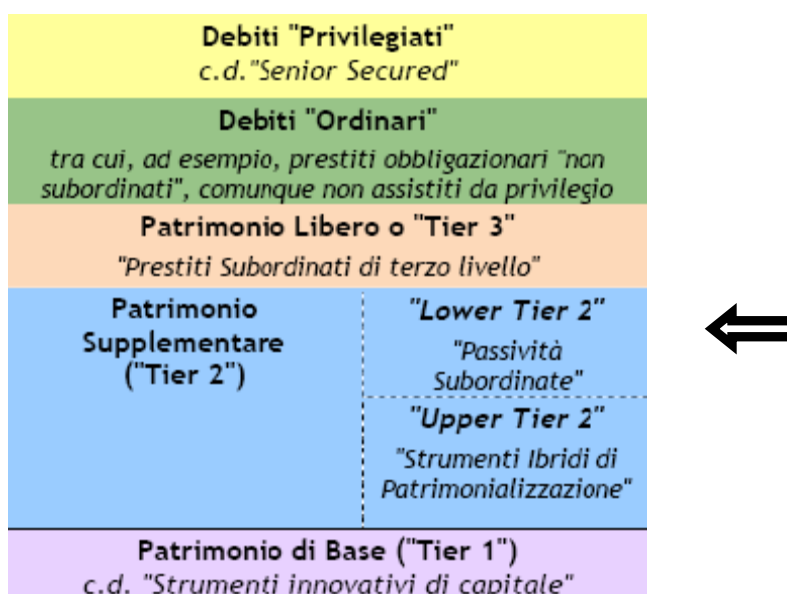 Debiti "Privilegiati"
c.d."Senior Secured"
Debiti "Ordinari"
tra cui, ad esempio, prestiti obbligazionari "non
subordinati", comunque non assistiti da privilegio
Patrimonio Libero o "Tier 3"
"Prestiti Subordinati di terzo livello"
Patrimonio
Supplementare
("Tier 2")
"Lower Tier 2"
"Passività
Subordinate"
"Upper Tier 2"
"Strumenti Ibridi di
Patrimonializzazione"
Patrimonio di Base ("Tier 1")
c.d. "Strumenti innovativi di capitale"